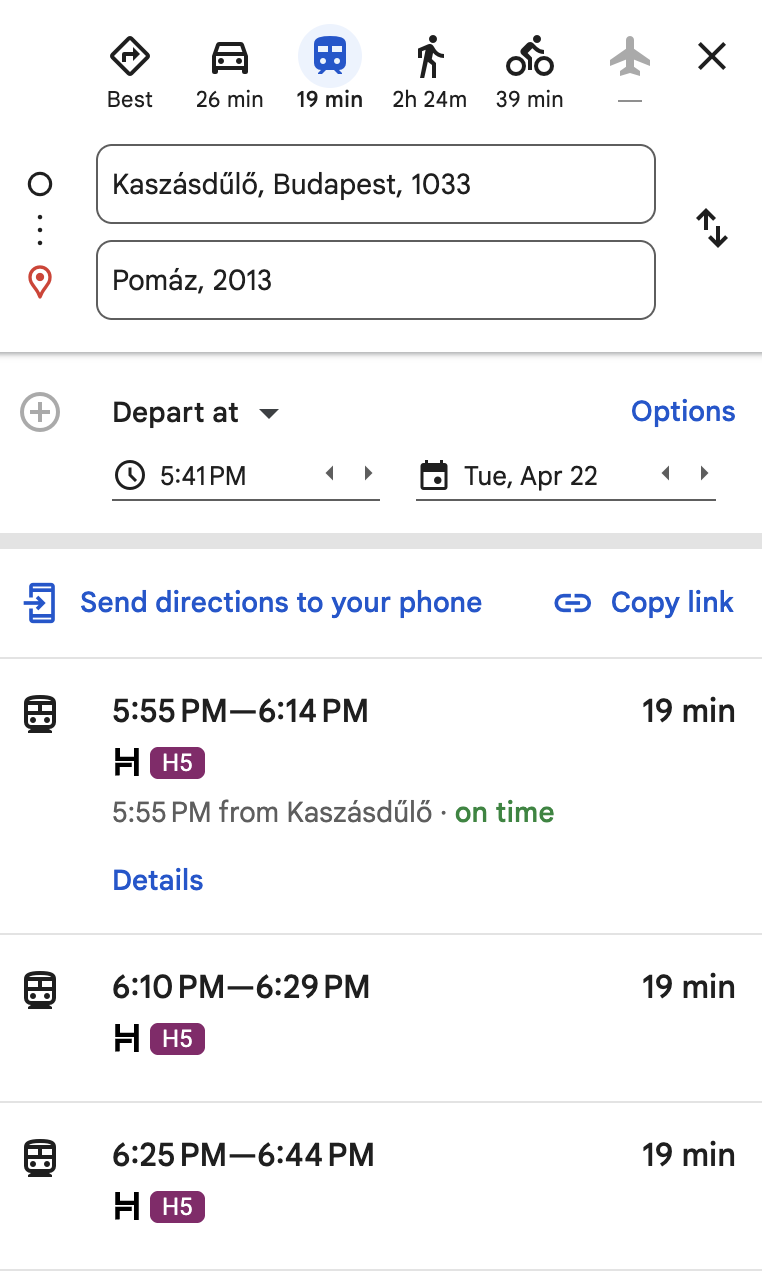 Best 26 min 19 min 2h 24m 39 min —
Kaszásdűlő, Budapest, 1033
Pomáz, 2013
Depart at Options
5:41 PM Tue, Apr 22
Send directions to your phone Copy link
5:55 PM—6:14 PM 19 min
H H5
5:55 PM from Kaszásdűlő · on time
Details
6:10 PM—6:29 PM 19 min
H H5
6:25 PM—6:44 PM 19 min
H H5